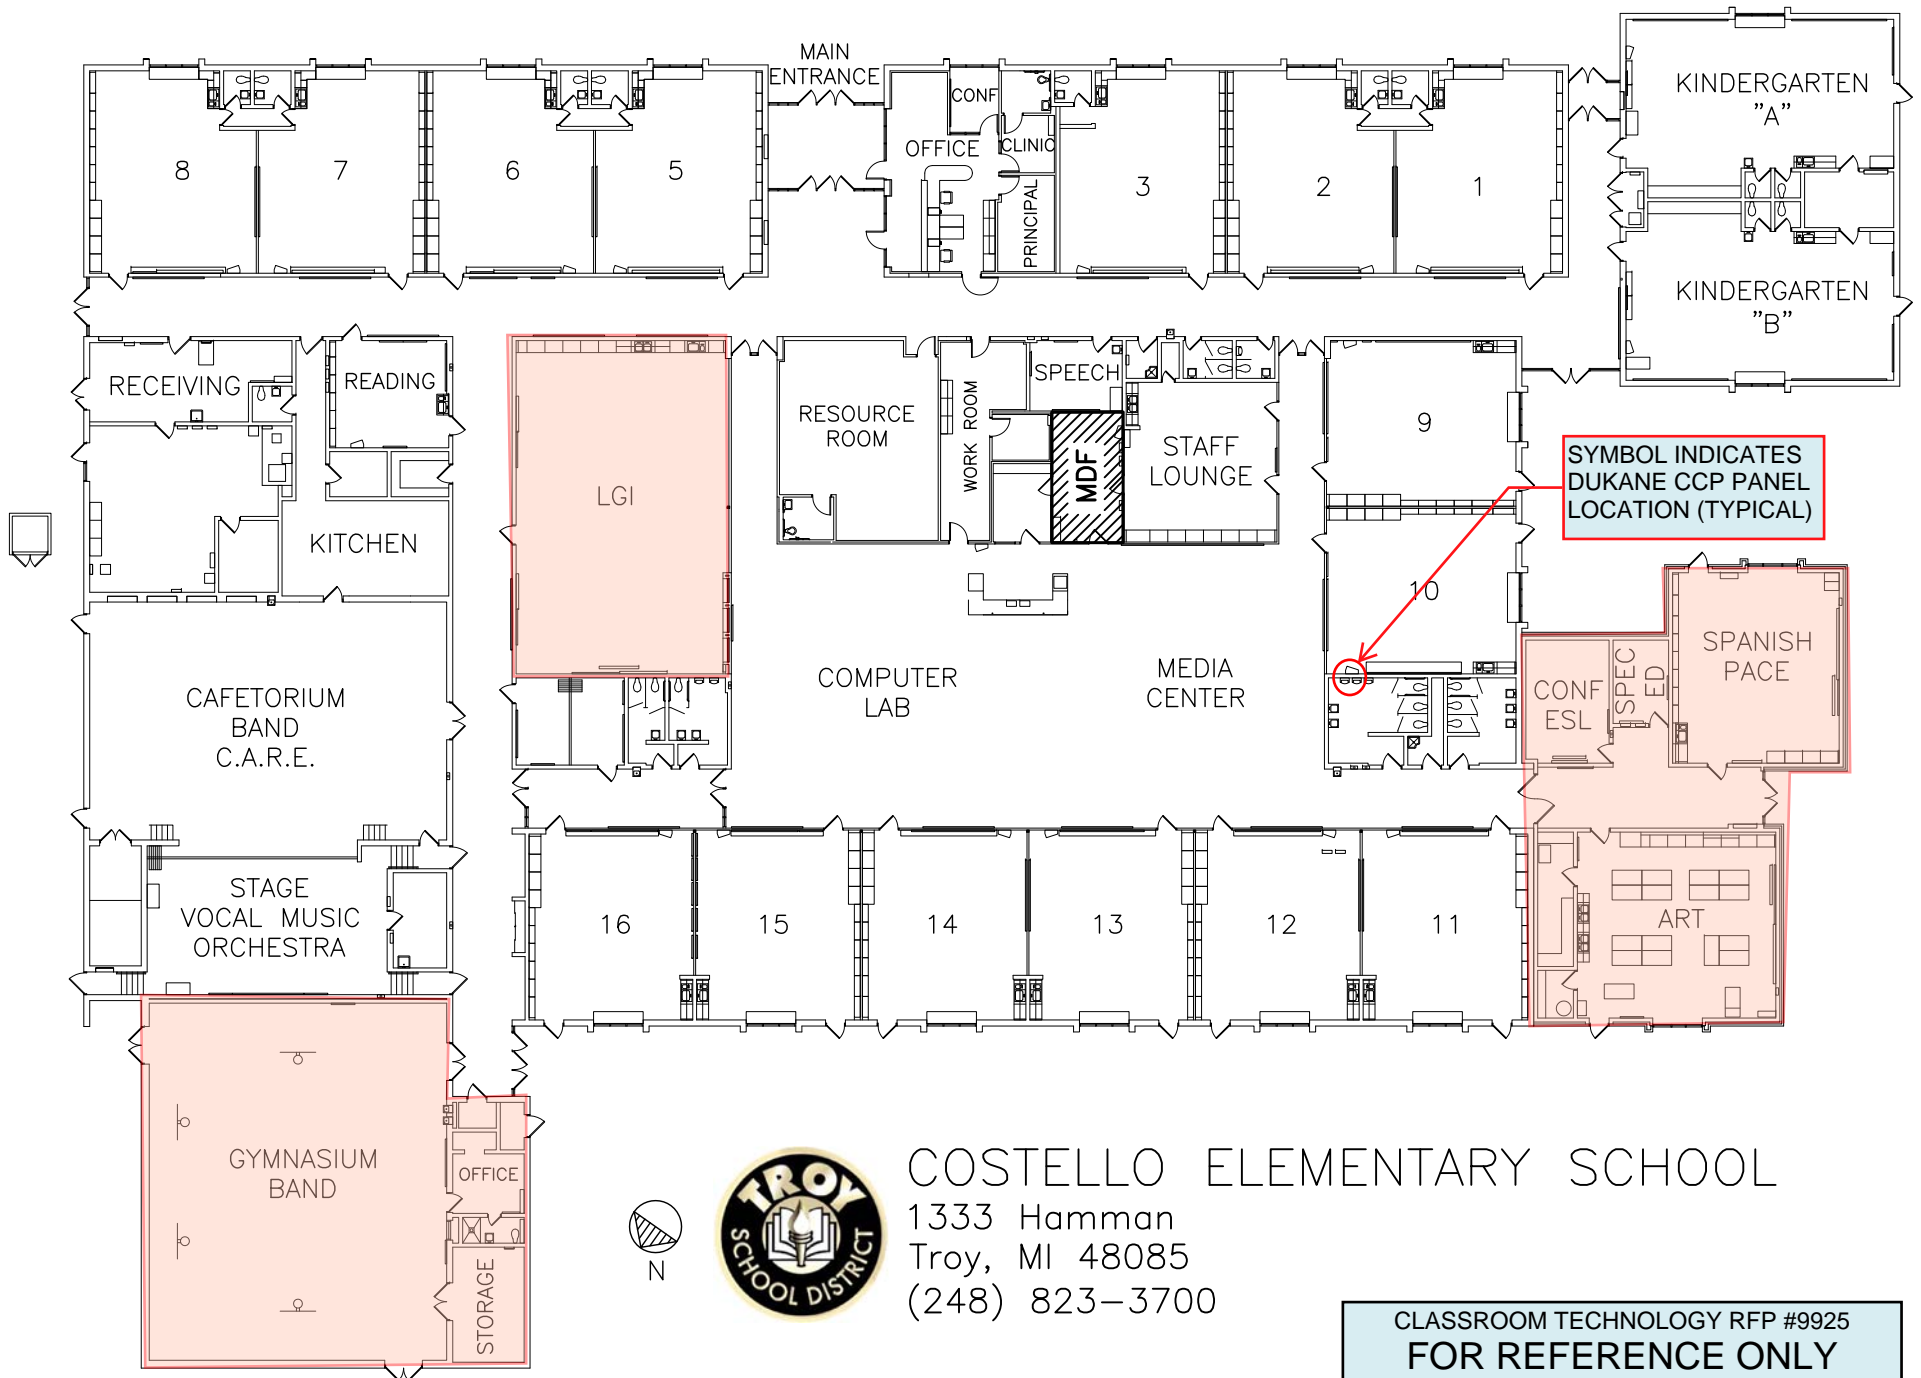 MAIN
ENTRANCE
KINDERGARTEN
"A"
CONF
OFFICE
CLINIC
8
7
6
5
3
2
1
PRINCIPAL
KINDERGARTEN
"B"
RECEIVING
READING
SPEECH
RESOURCE
ROOM
WORK ROOM
MDF
STAFF
LOUNGE
9
SYMBOL INDICATES
DUKANE CCP PANEL
LOCATION (TYPICAL)
LGI
KITCHEN
10
SPANISH
PACE
CONF
ESL
SPEC
ED
CAFETORIUM
BAND
C.A.R.E.
COMPUTER
LAB
MEDIA
CENTER
STAGE
VOCAL MUSIC
ORCHESTRA
16
15
14
13
12
11
ART
GYMNASIUM
BAND
OFFICE
STORAGE
N
TROY
SCHOOL DISTRICT
COSTELLO ELEMENTARY SCHOOL
1333 Hamman
Troy, MI 48085
(248) 823-3700
CLASSROOM TECHNOLOGY RFP #9925
FOR REFERENCE ONLY